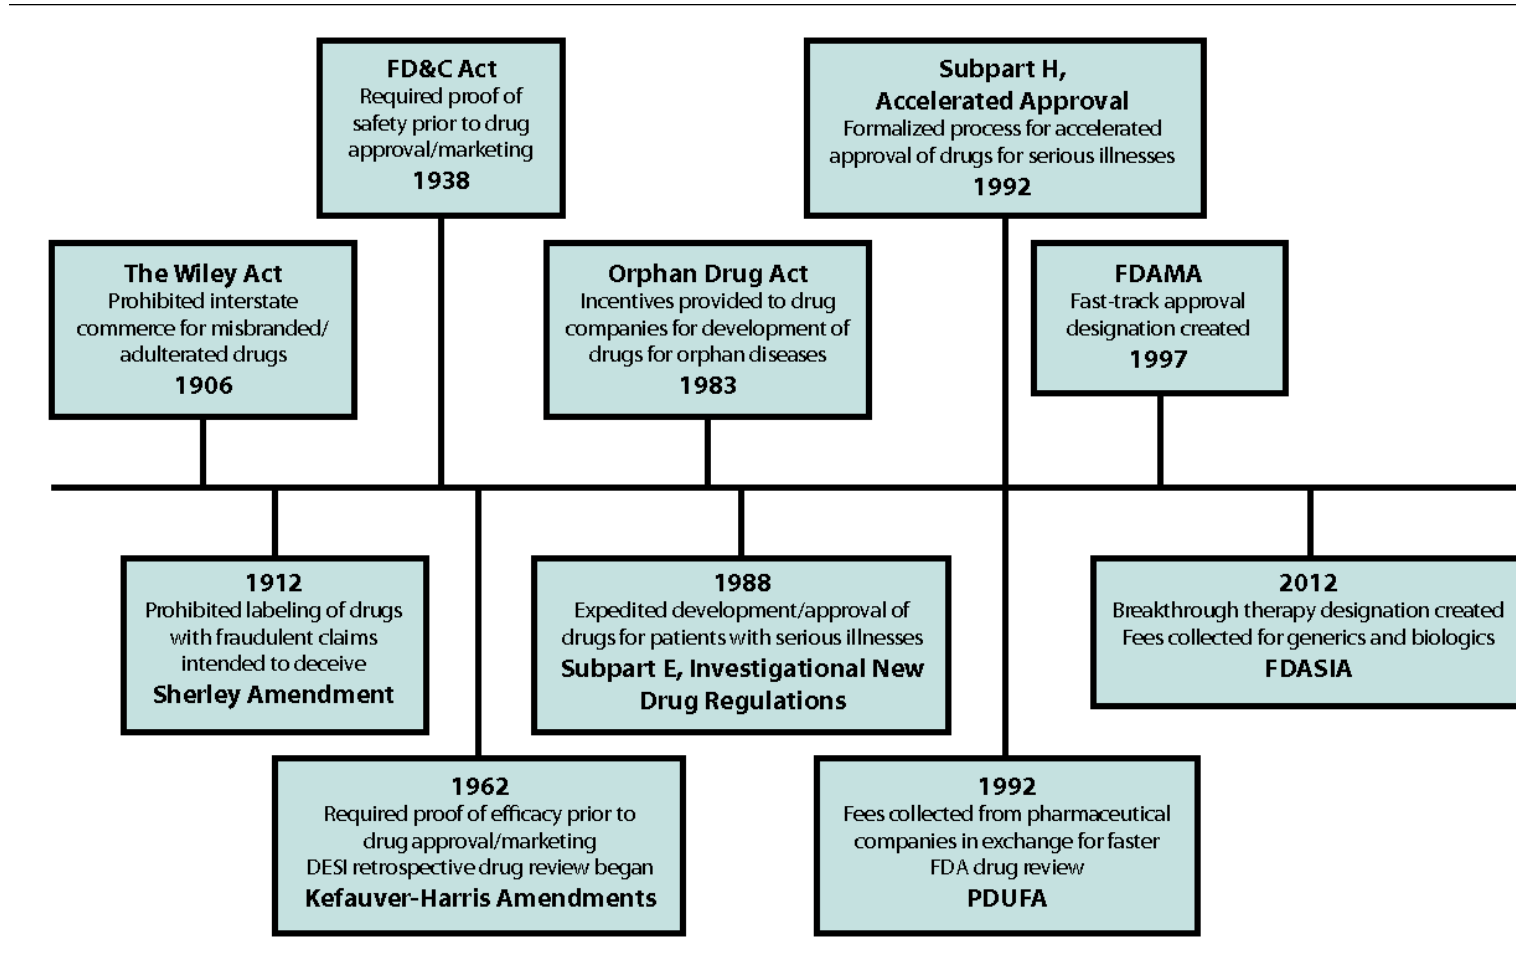 FD&C Act
Required proof of
safety prior to drug
approval/marketing
1938
Subpart H,
Accelerated Approval
Formalized process for accelerated
approval of drugs for serious illnesses
1992
The Wiley Act
Prohibited interstate
commerce for misbranded/
adulterated drugs
1906
Orphan Drug Act
Incentives provided to drug
companies for development of
drugs for orphan diseases
1983
FDAMA
Fast-track approval
designation created
1997
1912
Prohibited labeling of drugs
with fraudulent claims
intended to deceive
Sherley Amendment
1988
Expedited development/approval of
drugs for patients with serious illnesses
Subpart E, Investigational New
Drug Regulations
2012
Breakthrough therapy designation created
Fees collected for generics and biologics
FDASIA
1962
Required proof of efficacy prior to
drug approval/marketing
DESI retrospective drug review began
Kefauver-Harris Amendments
1992
Fees collected from pharmaceutical
companies in exchange for faster
FDA drug review
PDUFA